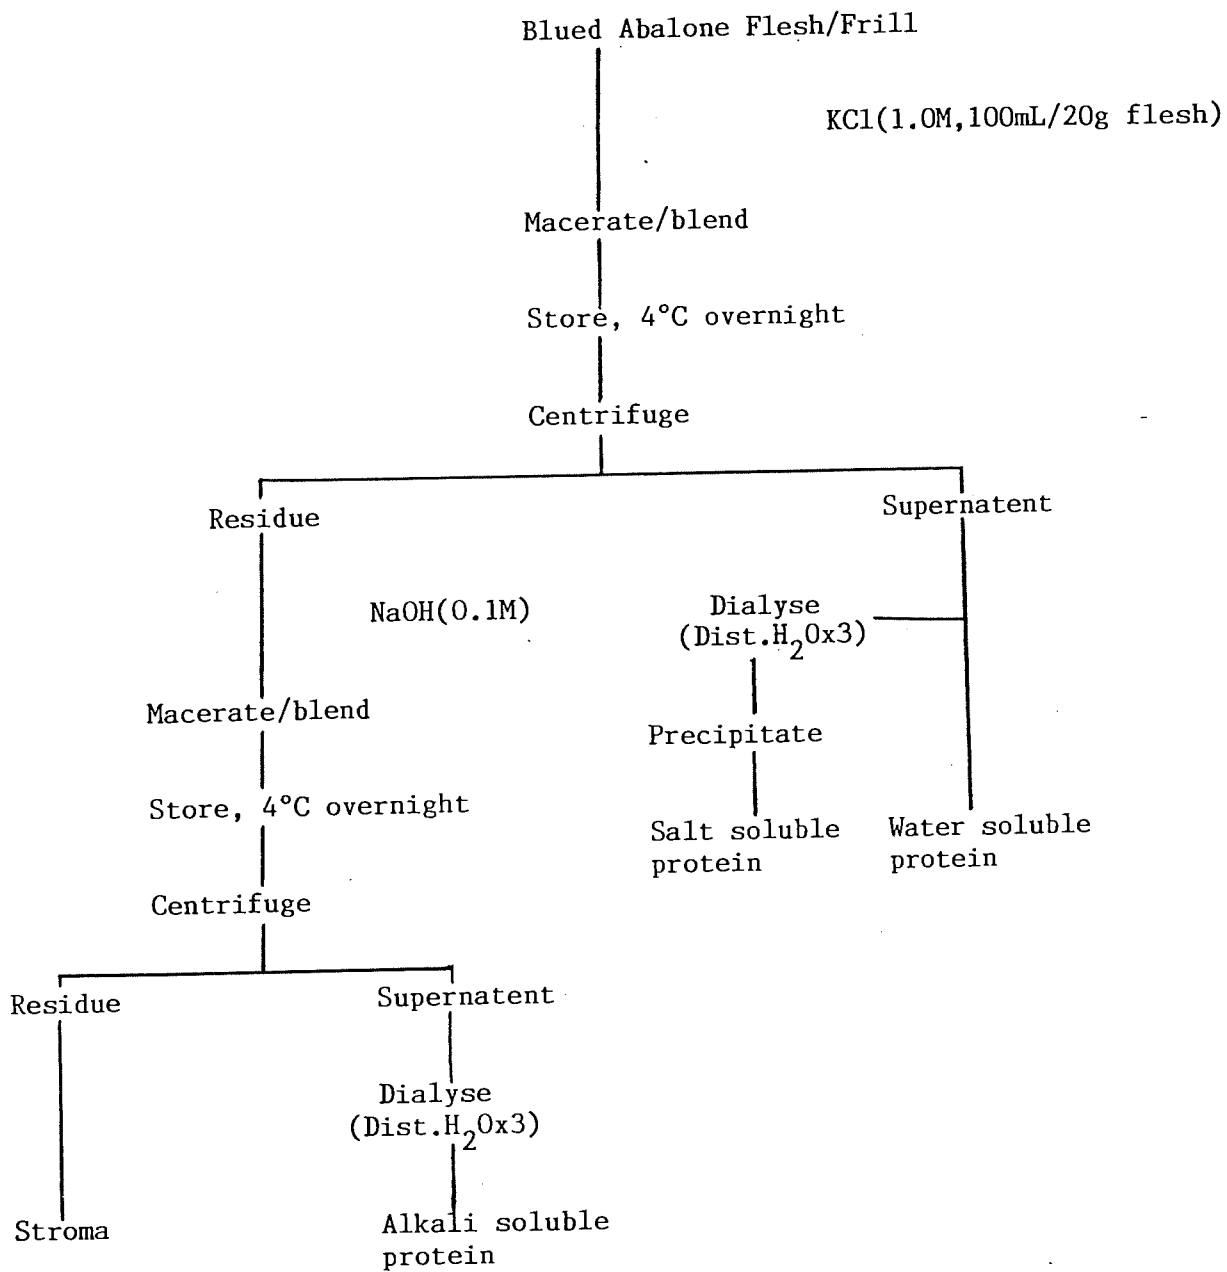 Blued Abalone Flesh/Frill
KCl(1.0M,100mL/20g flesh)
Macerate/blend
Store, 4°C overnight
Centrifuge
Residue
Supernatent
NaOH(0.1M)
Dialyse
(Dist.H₂Ox3)
Macerate/blend
Precipitate
Store, 4°C overnight
Salt soluble
protein
Water soluble
protein
Centrifuge
Residue
Supernatent
Dialyse
(Dist.H₂Ox3)
Stroma
Alkali soluble
protein